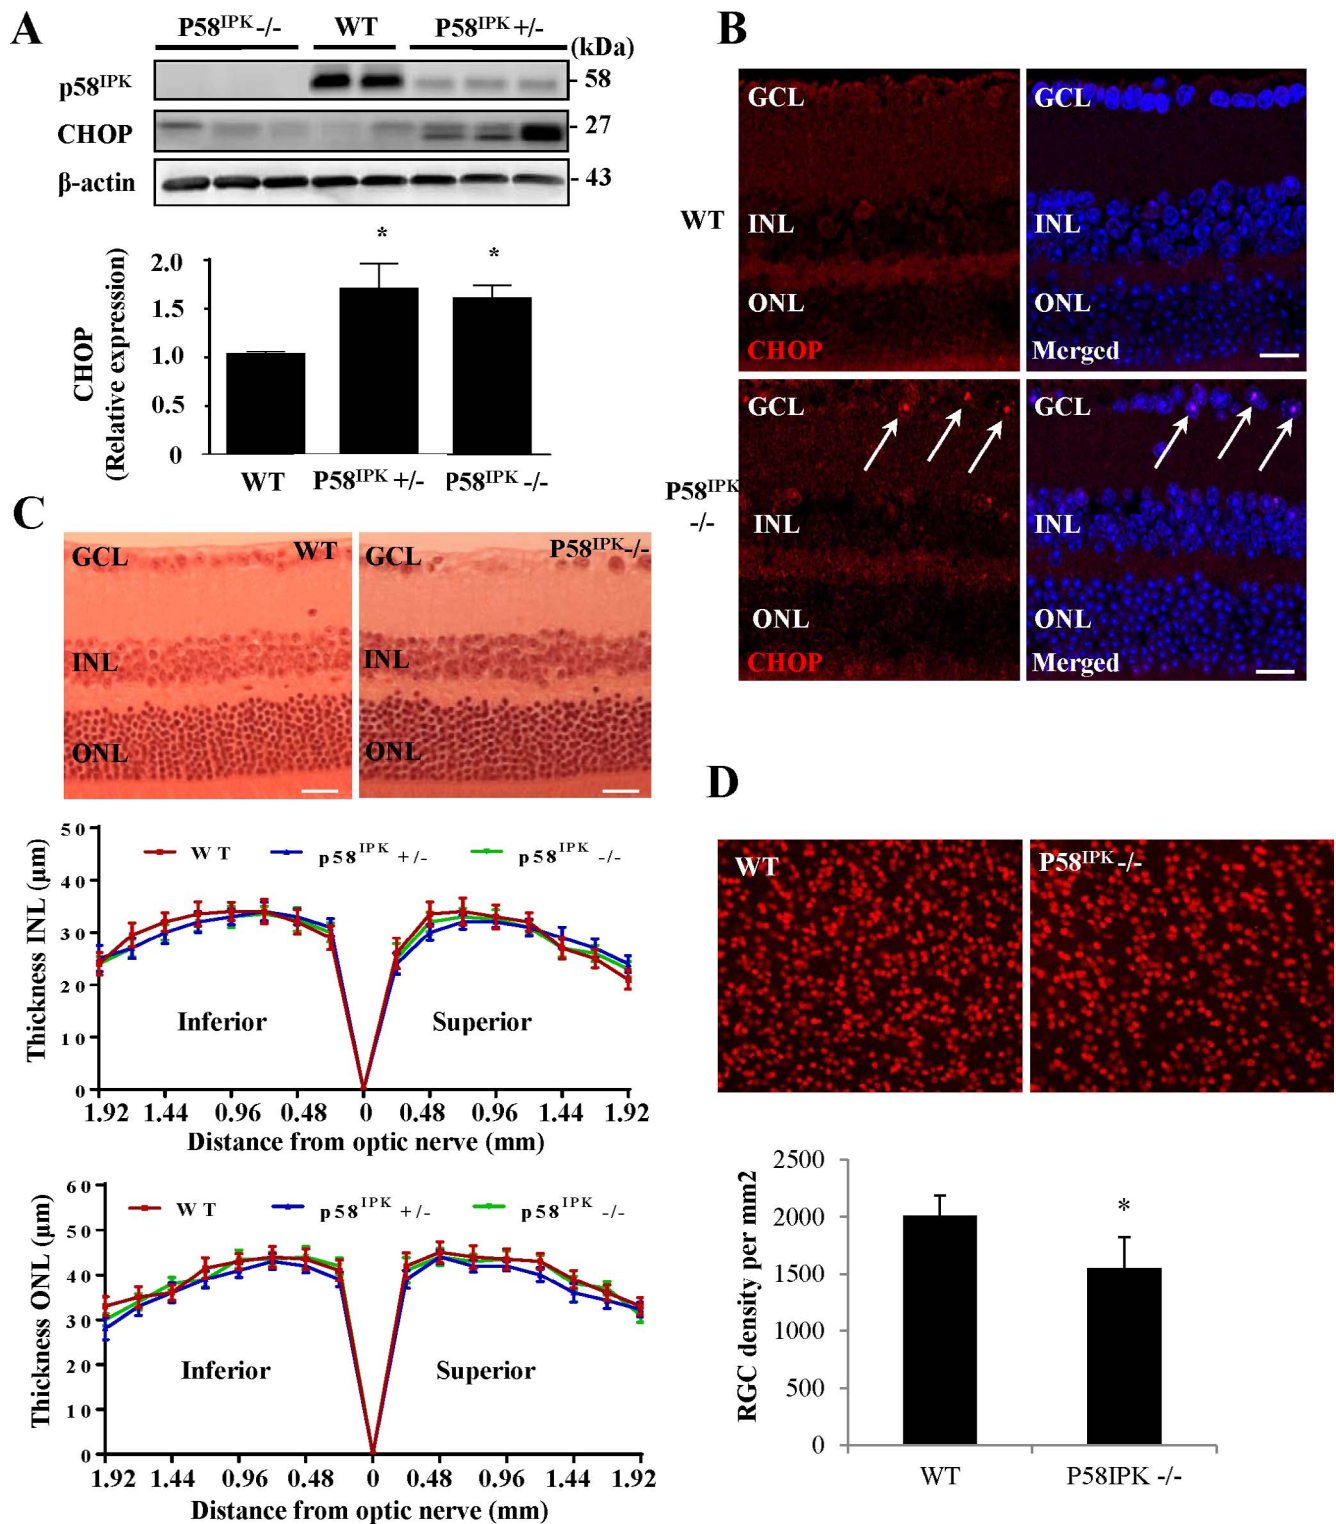 A
P58IPK -/- WT P58IPK +/-
(kDa)
p58IPK
- 58
CHOP
- 27
β-actin
- 43
CHOP
(Relative expression)
2.0
1.5
1.0
0.5
0
*
*
WT P58IPK +/- P58IPK -/-
B
WT
GCL
INL
ONL
CHOP
GCL
INL
ONL
Merged
P58IPK
-/-
GCL
INL
ONL
CHOP
GCL
INL
ONL
Merged
C
GCL
WT
INL
ONL
GCL
P58IPK-/-
INL
ONL
Thickness INL (μm)
50
40
30
20
10
0
WT p58IPK +/- p58IPK -/-
Inferior Superior
1.92 1.44 0.96 0.48 0 0.48 0.96 1.44 1.92
Distance from optic nerve (mm)
Thickness ONL (μm)
60
50
40
30
20
10
0
WT p58IPK +/- p58IPK -/-
Inferior Superior
1.92 1.44 0.96 0.48 0 0.48 0.96 1.44 1.92
Distance from optic nerve (mm)
D
WT
P58IPK-/-
RGC density per mm2
2500
2000
1500
1000
500
0
*
WT P58IPK -/-